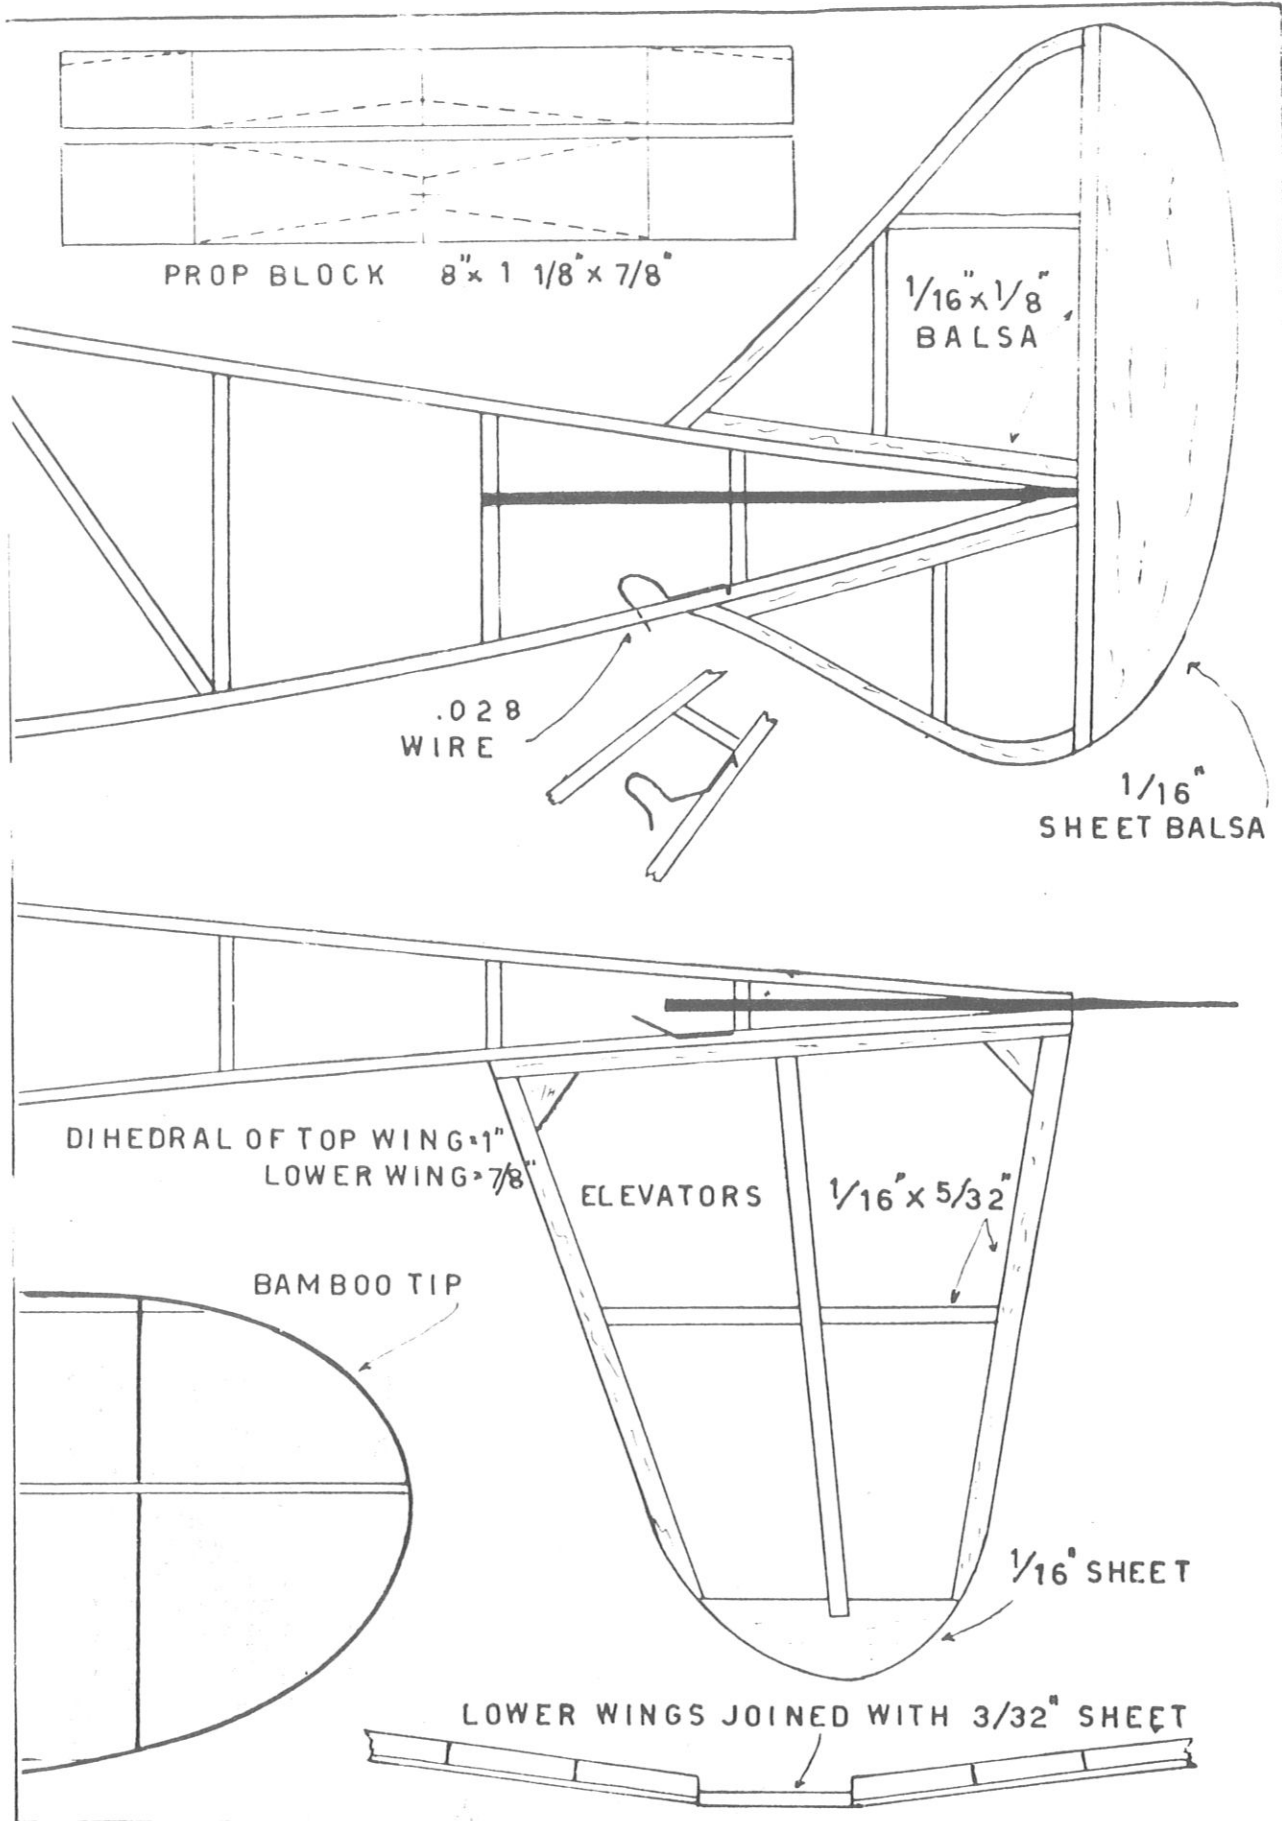 PROP BLOCK 8"x 1 1/8"x 7/8"
1/16"x 1/8"
BALSA
.028
WIRE
1/16"
SHEET BALSA
DIHEDRAL OF TOP WING=1"
LOWER WING=7/8"
ELEVATORS
1/16"x 5/32"
BAMBOO TIP
1/16" SHEET
LOWER WINGS JOINED WITH 3/32" SHEET